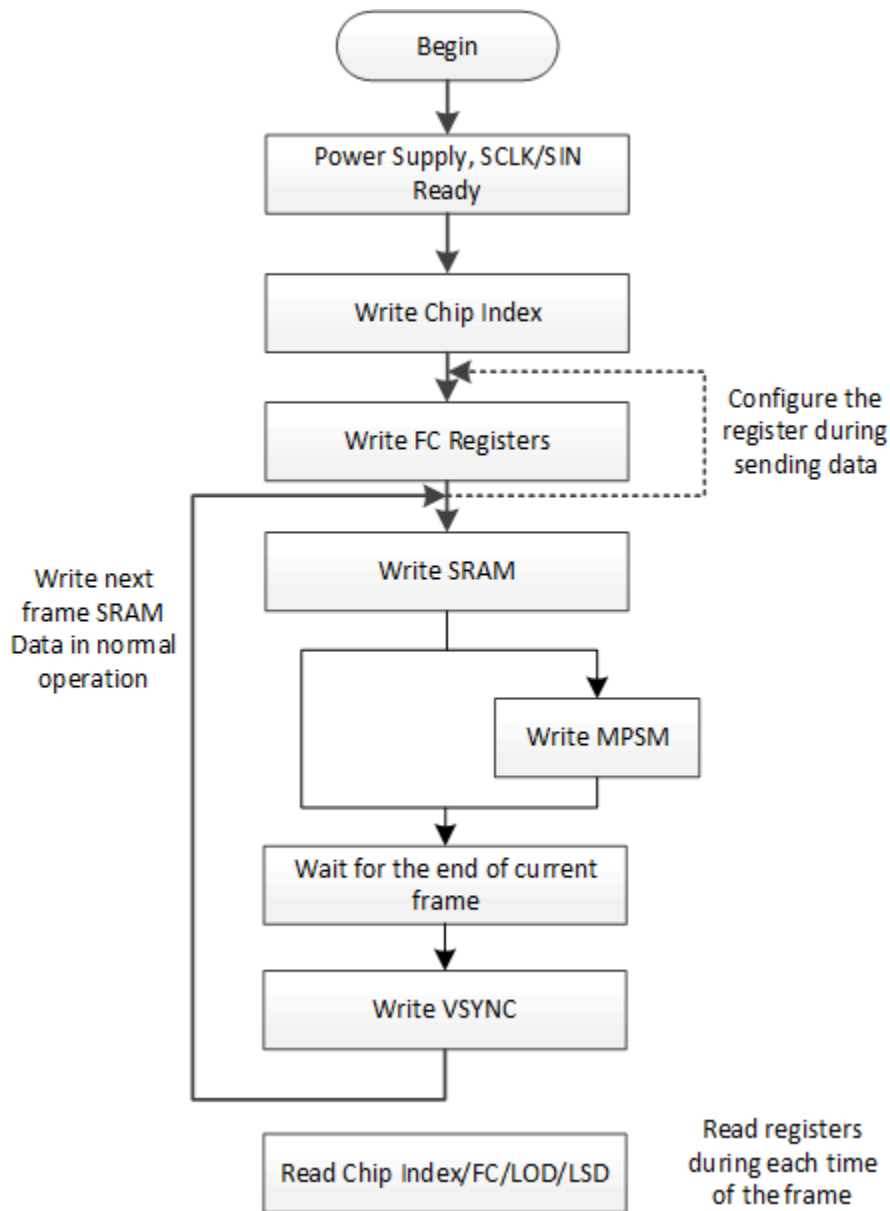 Begin
Power Supply, SCLK/SIN
Ready
Write Chip Index
Configure the
register during
sending data
Write FC Registers
Write SRAM
Write next
frame SRAM
Data in normal
operation
Write MPSM
Wait for the end of current
frame
Write VSYNC
Read Chip Index/FC/LOD/LSD
Read registers
during each time
of the frame